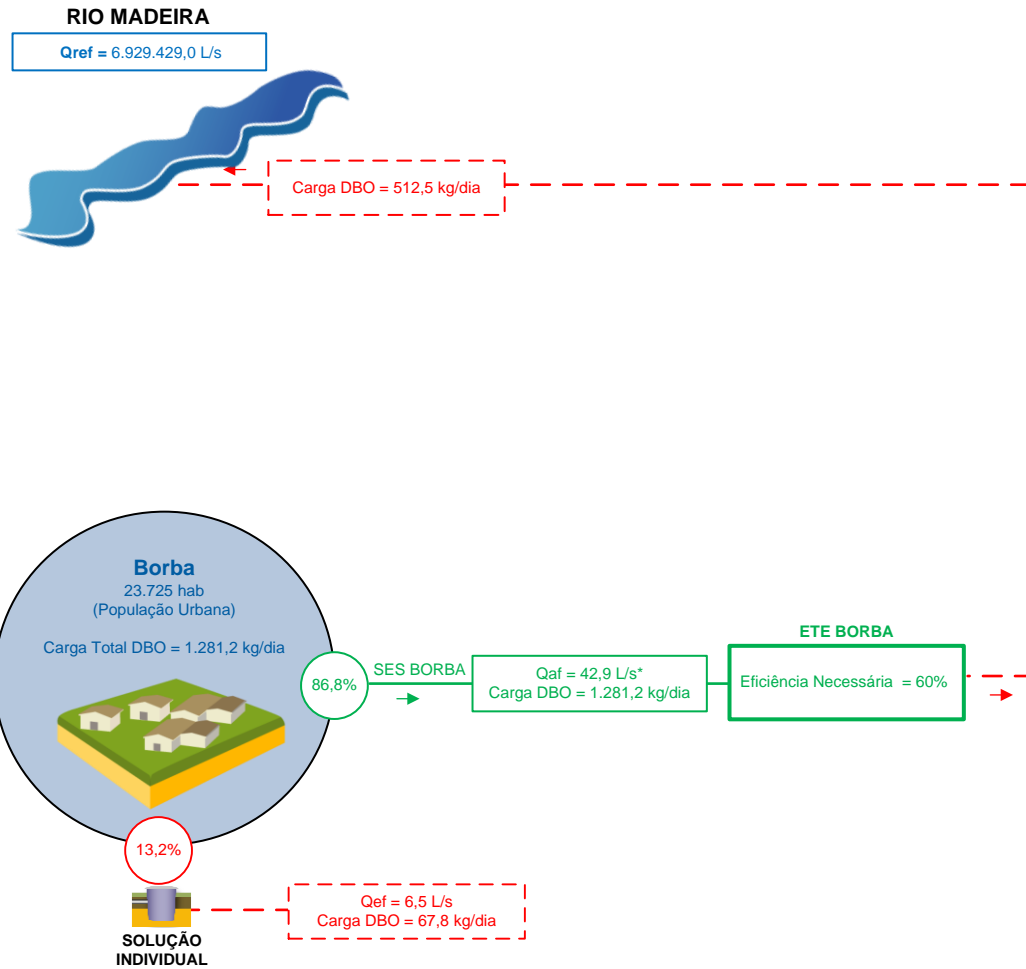 RIO MADEIRA
Qref = 6.929.429,0 L/s
Carga DBO = 512,5 kg/dia
Borba
23.725 hab
(População Urbana)
Carga Total DBO = 1.281,2 kg/dia
86,8%
SES BORBA
Qaf = 42,9 L/s*
Carga DBO = 1.281,2 kg/dia
ETE BORBA
Eficiência Necessária = 60%
13,2%
SOLUÇÃO
INDIVIDUAL
Qef = 6,5 L/s
Carga DBO = 67,8 kg/dia